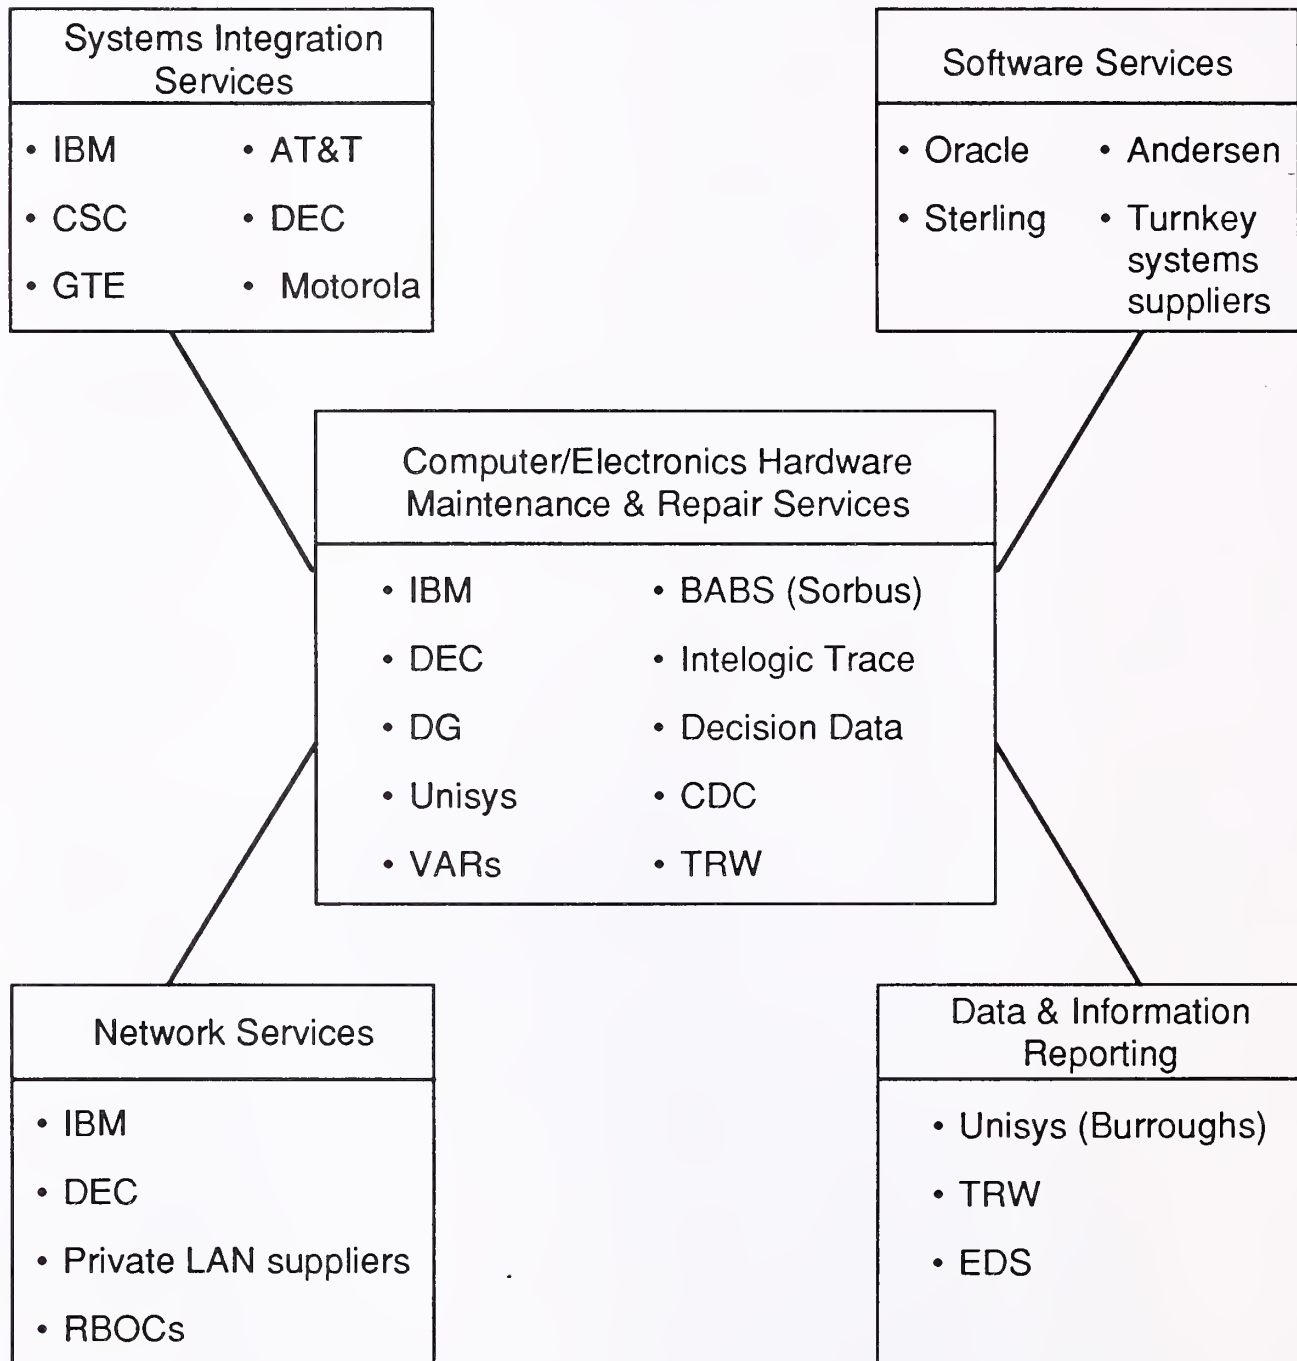 Systems Integration
Services
• IBM
• AT&T
• CSC
• DEC
• GTE
• Motorola
Software Services
• Oracle
• Andersen
• Sterling
• Turnkey
systems
suppliers
Computer/Electronics Hardware
Maintenance & Repair Services
• IBM
• BABS (Sorbus)
• DEC
• Intelogic Trace
• DG
• Decision Data
• Unisys
• CDC
• VARs
• TRW
Network Services
• IBM
• DEC
• Private LAN suppliers
• RBOCs
Data & Information
Reporting
• Unisys (Burroughs)
• TRW
• EDS